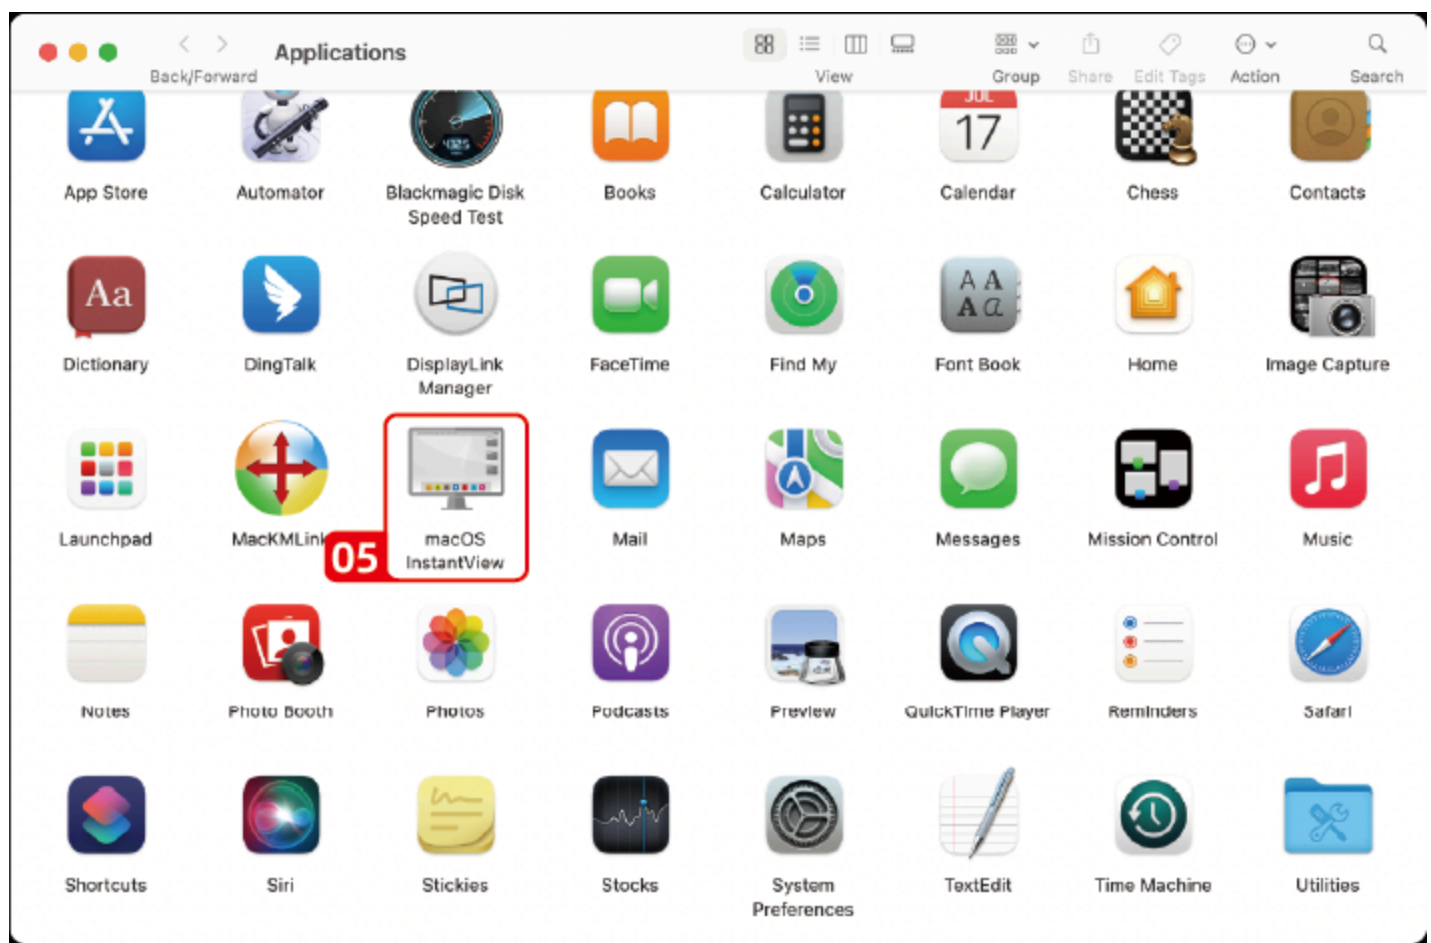 Applications
Back/Forward
View
Group
Share
Edit Tags
Action
Search
JUL
17
App Store
Automator
Blackmagic Disk
Speed Test
Books
Calculator
Calendar
Chess
Contacts
Aa
A A
A a
Dictionary
DingTalk
DisplayLink
Manager
FaceTime
Find My
Font Book
Home
Image Capture
Launchpad
MacKMLink
05
macOS
InstantView
Mail
Maps
Messages
Mission Control
Music
Notes
Photo Booth
Photos
Podcasts
Preview
QuickTime Player
Reminders
Safari
Shortcuts
Siri
Stickies
Stocks
System
Preferences
TextEdit
Time Machine
Utilities